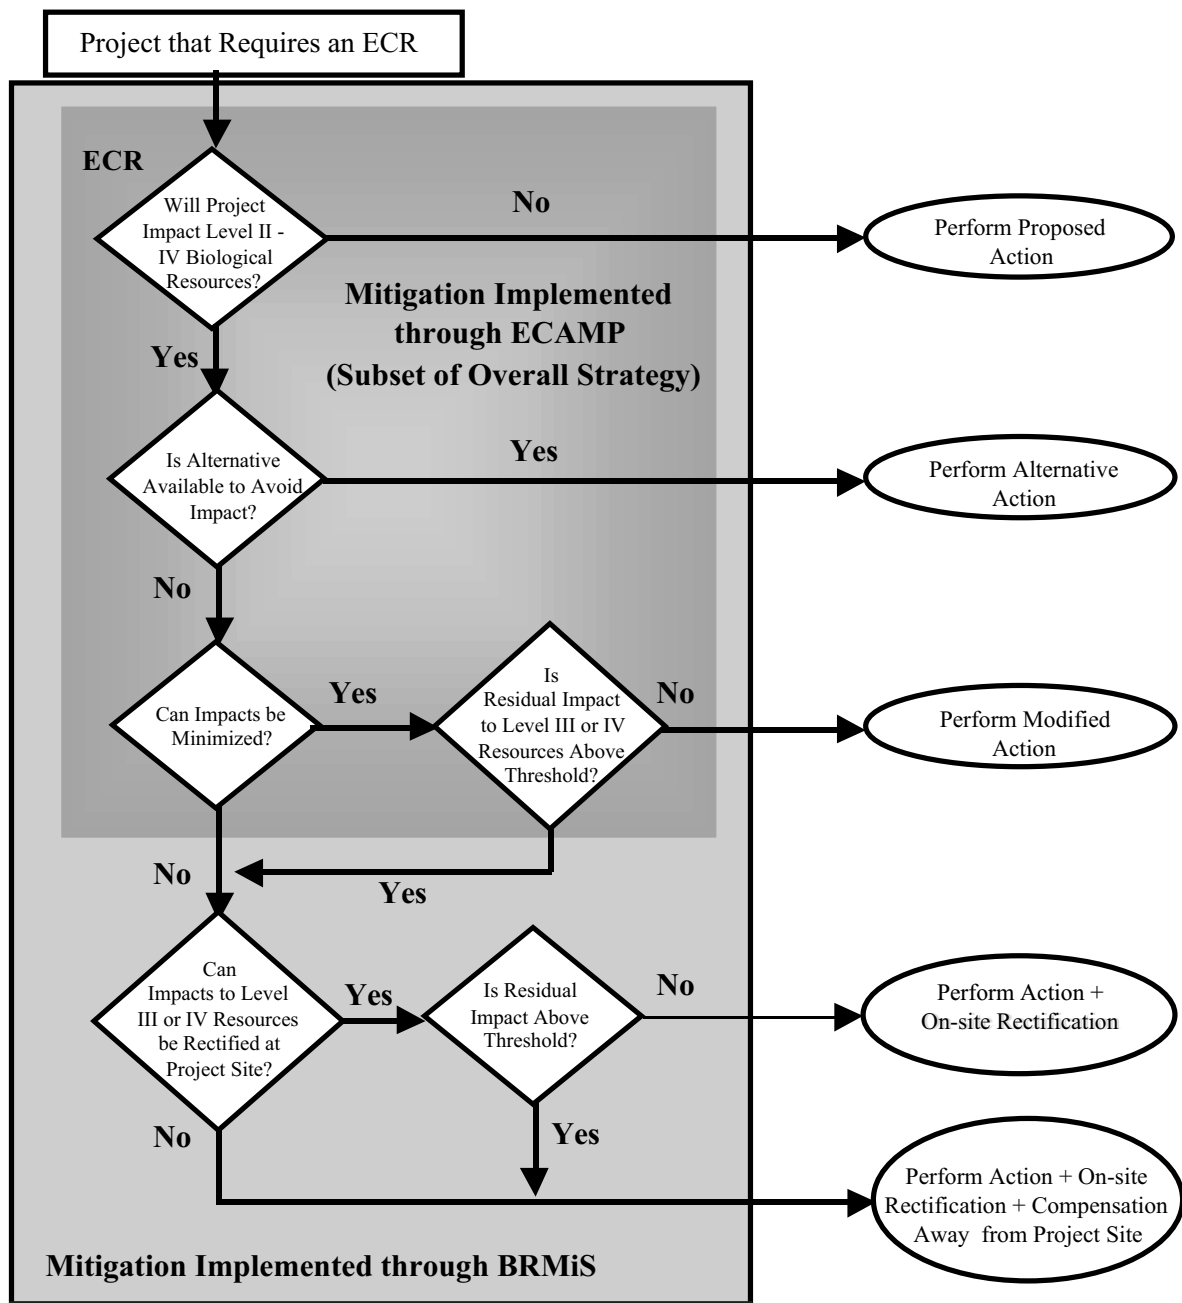 Project that Requires an ECR
ECR
Will Project
Impact Level II -
IV Biological
Resources?
No
Perform Proposed
Action
Mitigation Implemented
through ECAMP
(Subset of Overall Strategy)
Yes
Is Alternative
Available to Avoid
Impact?
Yes
Perform Alternative
Action
No
Can Impacts be
Minimized?
Yes
Is
Residual Impact
to Level III or IV
Resources Above
Threshold?
No
Perform Modified
Action
No
Yes
Can
Impacts to Level
III or IV Resources
be Rectified at
Project Site?
Yes
Is Residual
Impact Above
Threshold?
No
Perform Action +
On-site Rectification
No
Yes
Perform Action + On-site
Rectification + Compensation
Away from Project Site
Mitigation Implemented through BRMiS